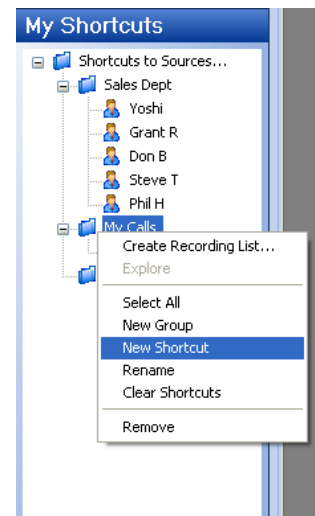 My Shortcuts
Shortcuts to Sources...
Sales Dept
Yoshi
Grant R
Don B
Steve T
Phil H
My Calls
Create Recording List...
Explore
Select All
New Group
New Shortcut
Rename
Clear Shortcuts
Remove